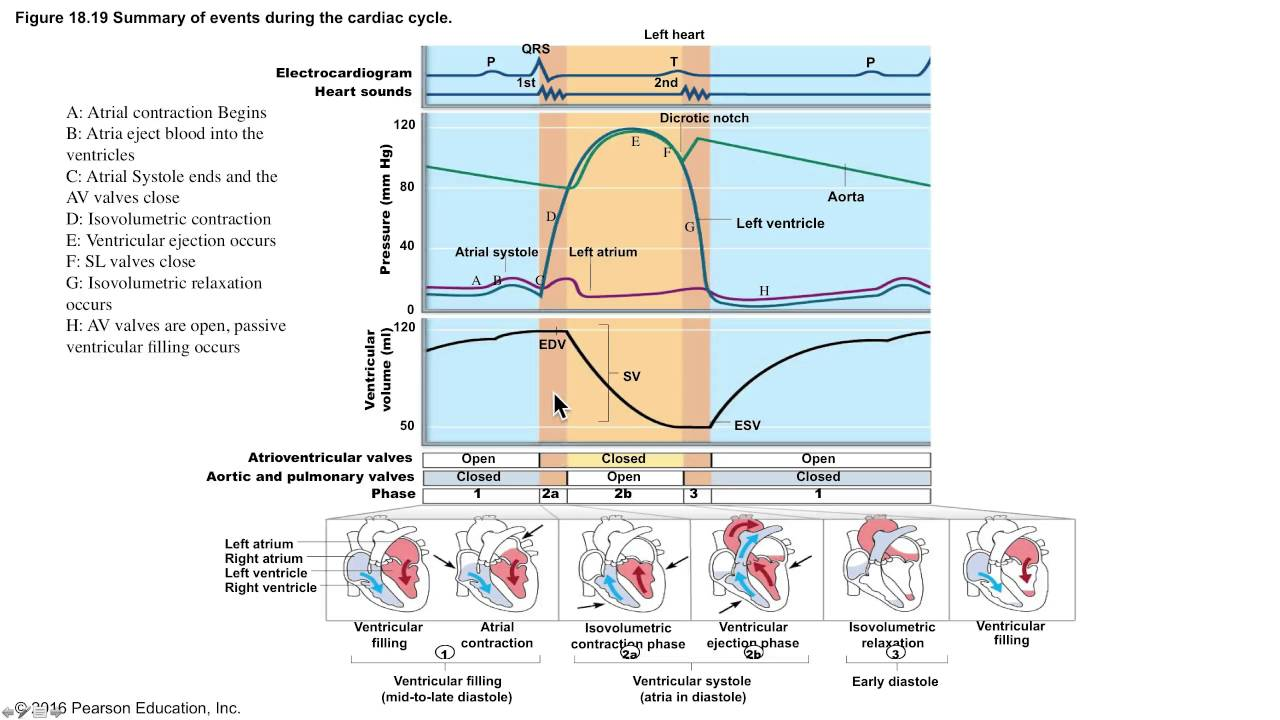 Figure 18.19 Summary of events during the cardiac cycle.
Left heart
QRS
P
T
P
Electrocardiogram
1st
2nd
Heart sounds
A: Atrial contraction Begins
B: Atria eject blood into the
ventricles
C: Atrial Systole ends and the
AV valves close
D: Isovolumetric contraction
E: Ventricular ejection occurs
F: SL valves close
G: Isovolumetric relaxation
occurs
H: AV valves are open, passive
ventricular filling occurs
Pressure (mm Hg)
120
80
40
0
Dicrotic notch
E
F
Aorta
D
G
Left ventricle
Atrial systole
Left atrium
A
B
C
H
Ventricular
volume (ml)
120
50
EDV
SV
ESV
Atrioventricular valves
Open
Closed
Open
Aortic and pulmonary valves
Closed
Open
Closed
Phase
1
2a
2b
3
1
Left atrium
Right atrium
Left ventricle
Right ventricle
Ventricular
filling
Atrial
contraction
1
Ventricular filling
(mid-to-late diastole)
Isovolumetric
contraction phase
2a
Ventricular
ejection phase
2b
Ventricular systole
(atria in diastole)
Isovolumetric
relaxation
3
Early diastole
Ventricular
filling
© 2016 Pearson Education, Inc.